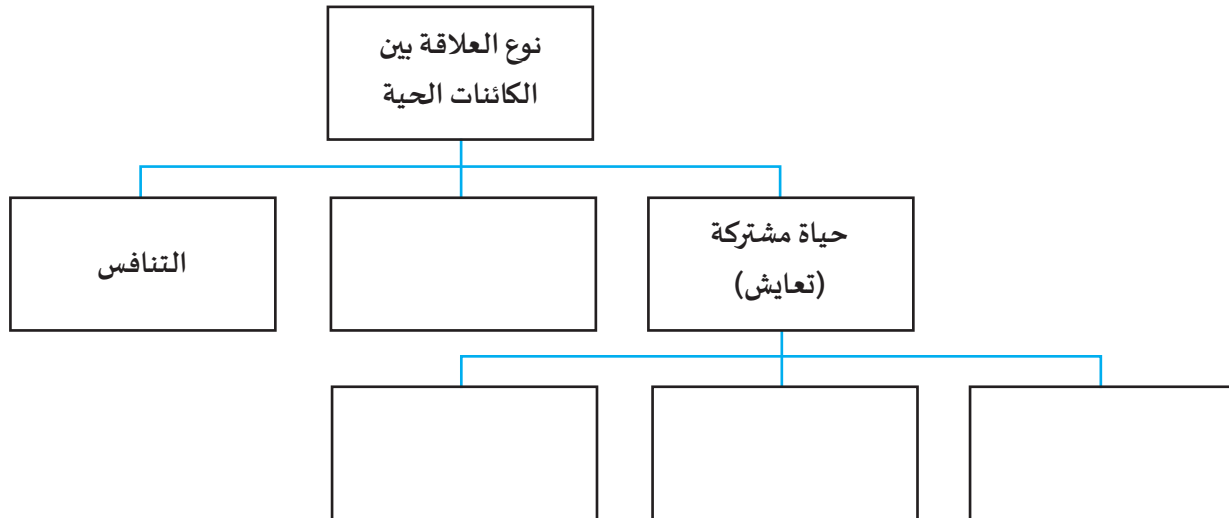 نوع العلاقة بين
الكائنات الحية
حياة مشتركة
(تعايش)
التنافس